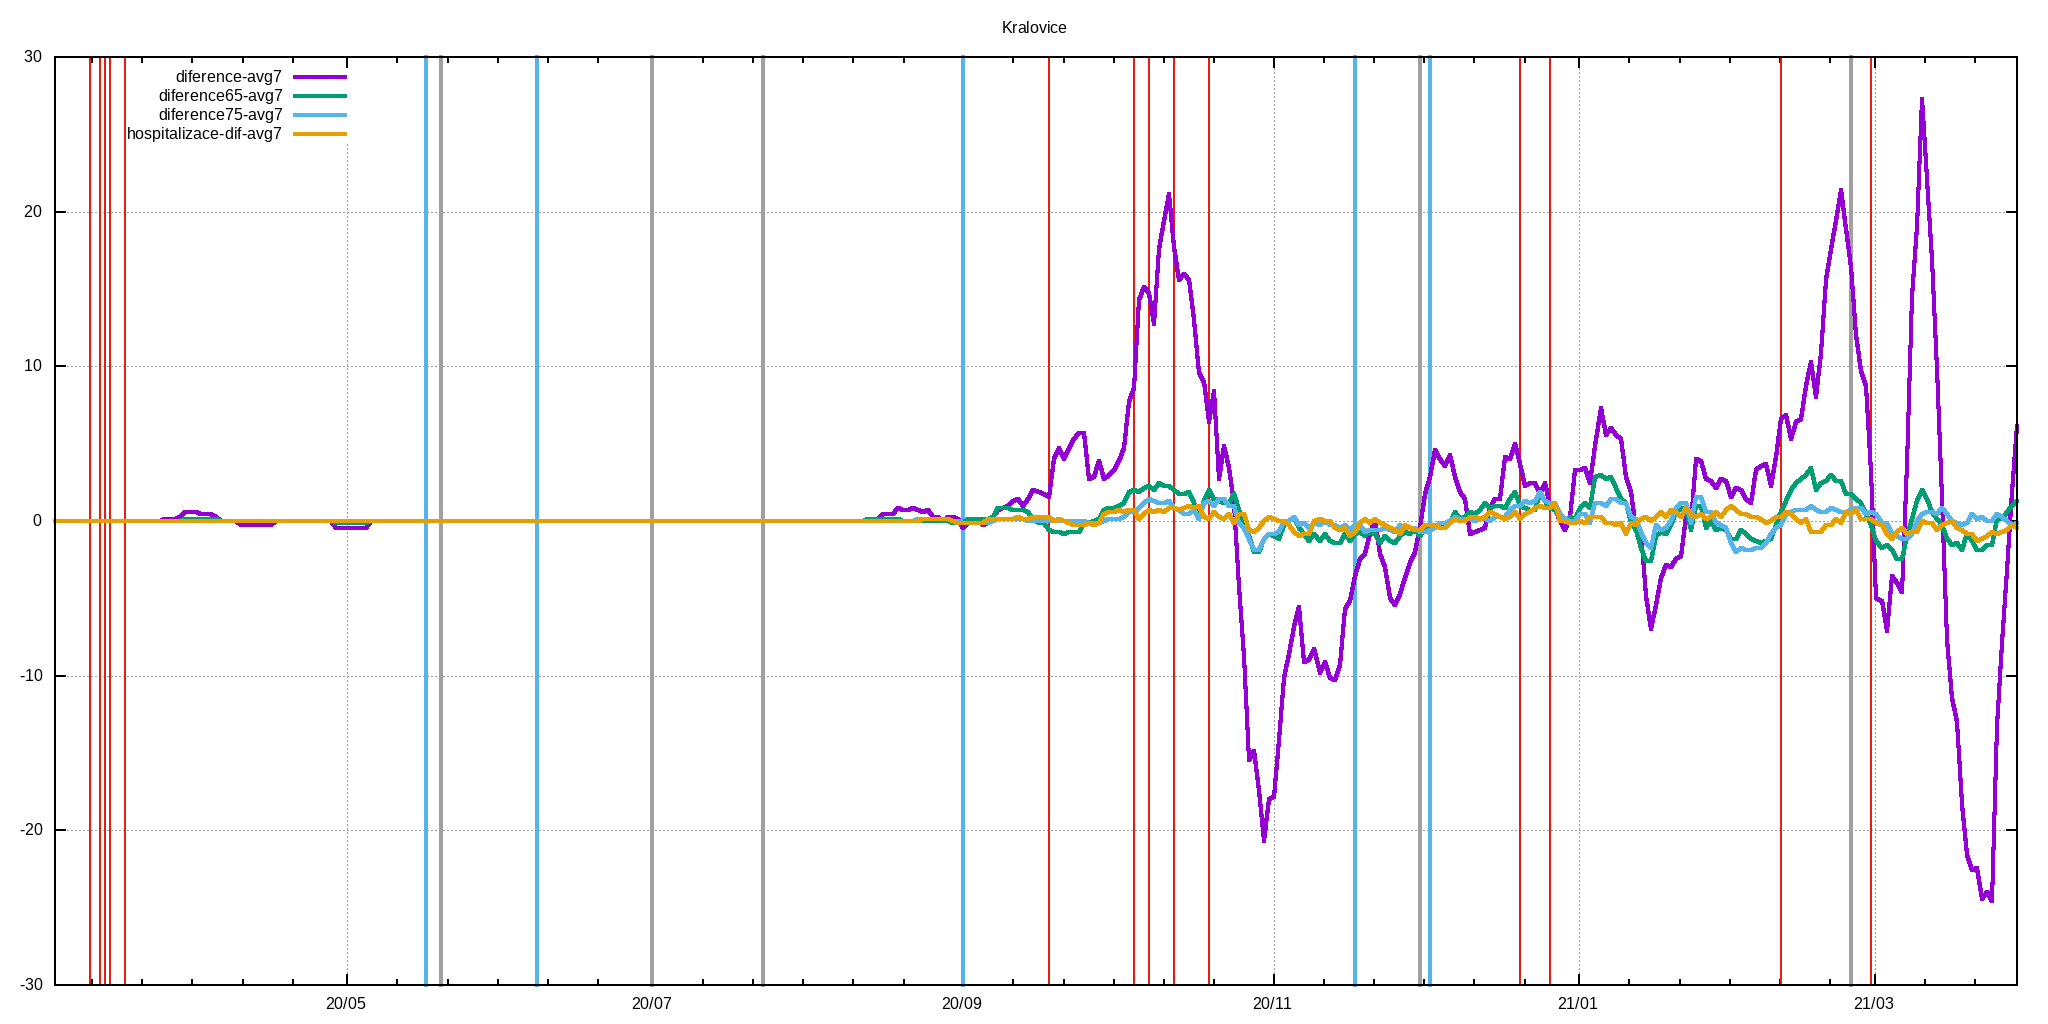 Kralovice
30
diference-avg7
diference65-avg7
diference75-avg7
hospitalizace-dif-avg7
20
10
0
-10
-20
-30
20/05 20/07 20/09 20/11 21/01 21/03